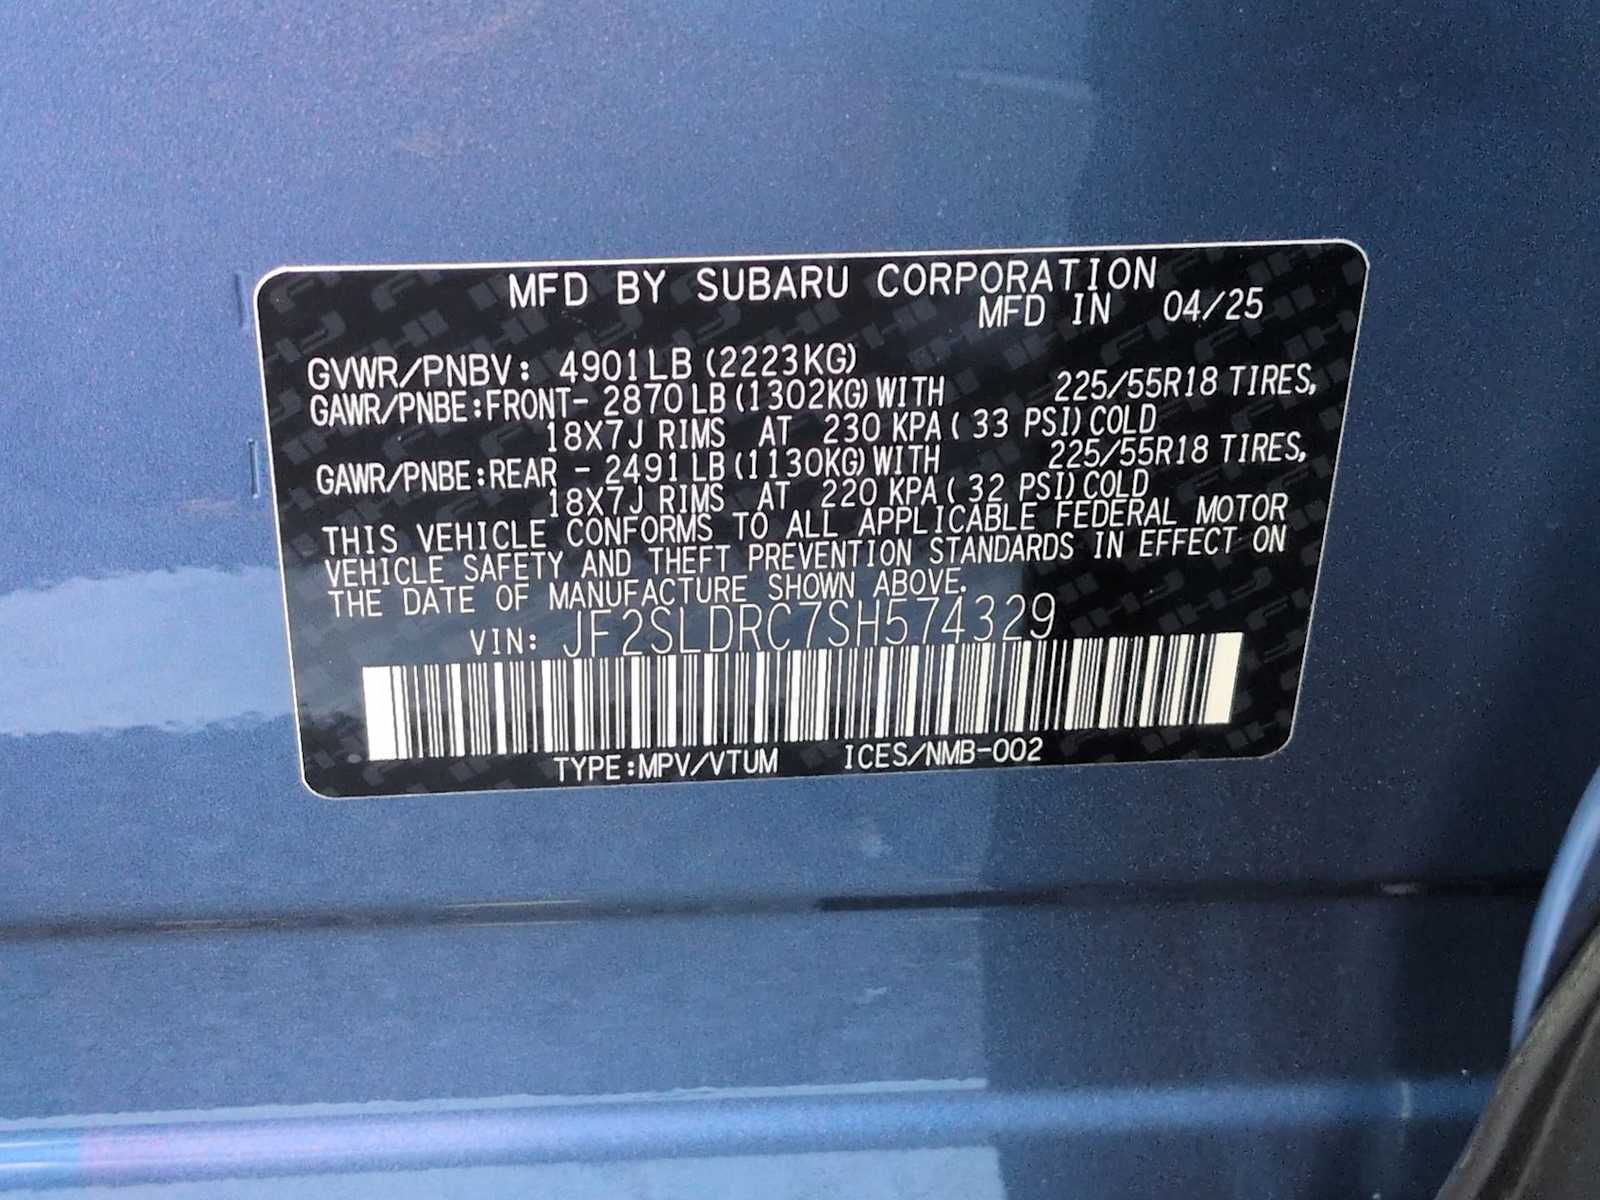 MFD BY SUBARU CORPORATION
MFD IN 04/25
GVWR/PNBV: 4901LB (2223KG)
GAWR/PNBE:FRONT- 2870LB(1302KG)WITH 225/55R18 TIRES,
18X7J RIMS AT 230 KPA( 33 PSI)COLD
GAWR/PNBE:REAR - 2491LB(1130KG)WITH 225/55R18 TIRES,
18X7J RIMS AT 220 KPA( 32 PSI)COLD
THIS VEHICLE CONFORMS TO ALL APPLICABLE FEDERAL MOTOR
VEHICLE SAFETY AND THEFT PREVENTION STANDARDS IN EFFECT ON
THE DATE OF MANUFACTURE SHOWN ABOVE.
VIN: JF2SLDRC7SH574329
TYPE:MPV/VTUM ICES/NMB-002